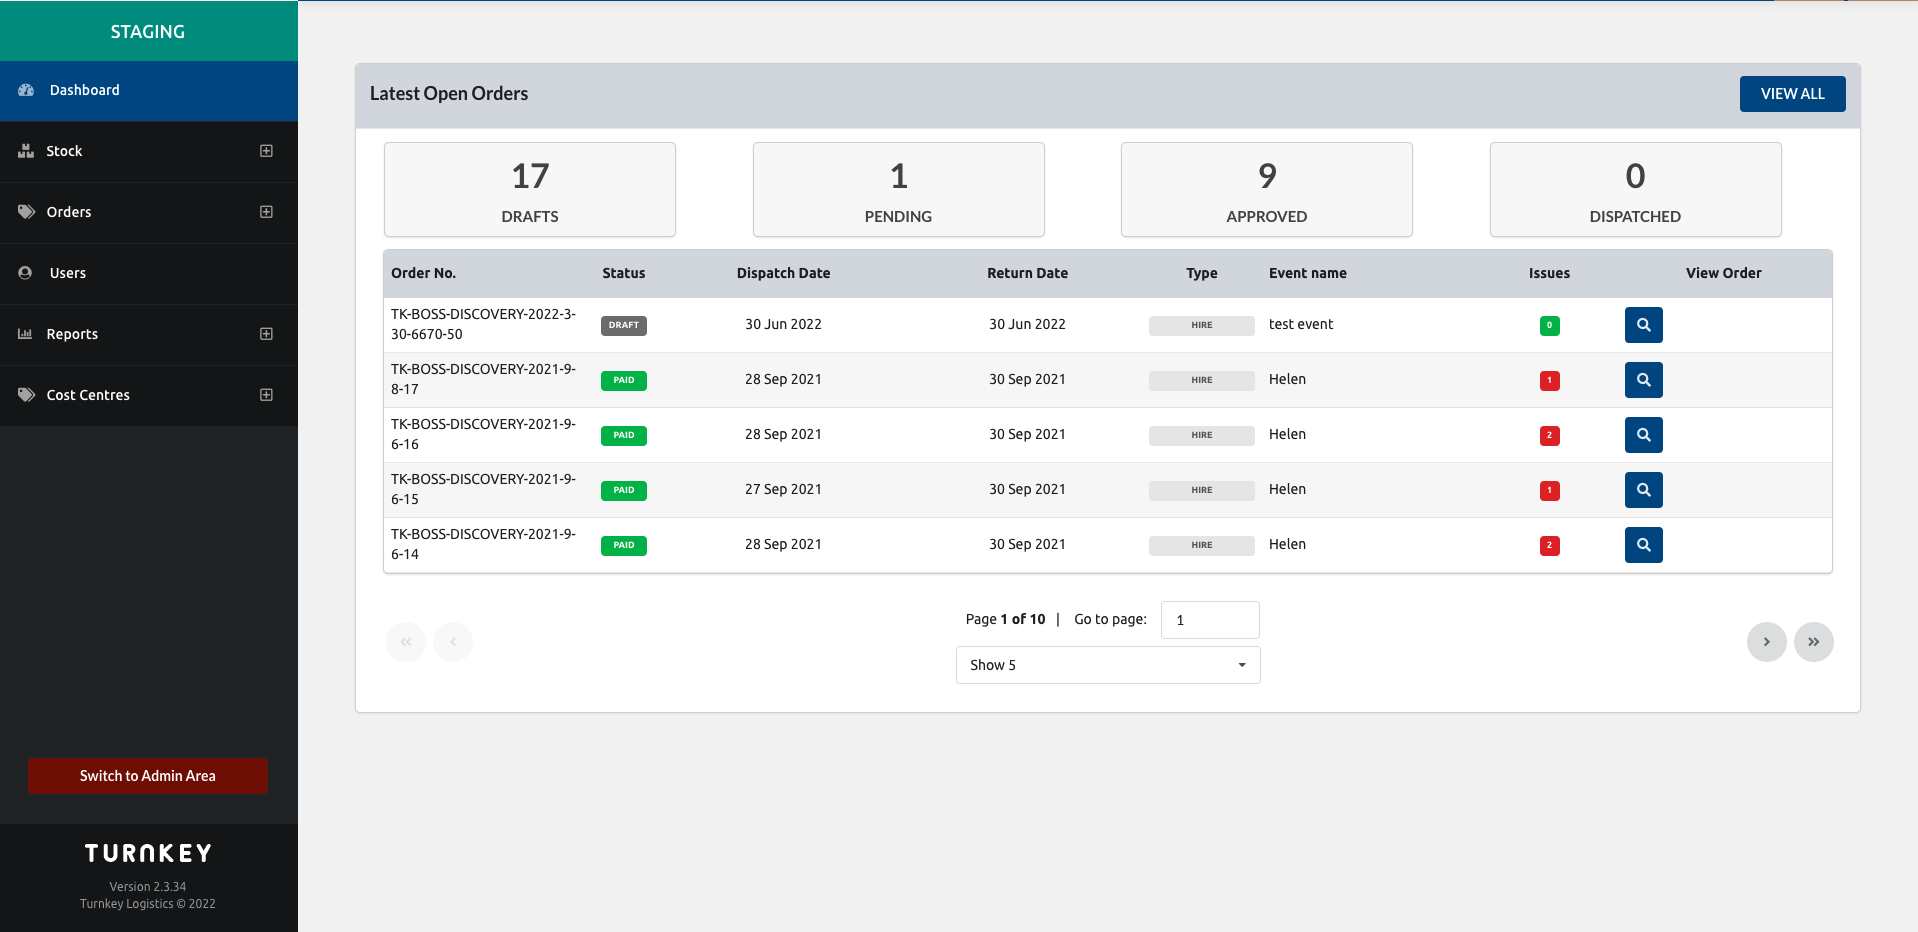 STAGING
Dashboard
Stock
Orders
Users
Reports
Cost Centres
Switch to Admin Area
TURNKEY
Version 2.3.34
Turnkey Logistics © 2022
Latest Open Orders
VIEW ALL
17
DRAFTS
1
PENDING
9
APPROVED
0
DISPATCHED
Order No. Status Dispatch Date Return Date Type Event name Issues View Order
TK-BOSS-DISCOVERY-2022-3-
30-6670-50
DRAFT 30 Jun 2022 30 Jun 2022 HIRE test event 0
TK-BOSS-DISCOVERY-2021-9-
8-17
PAID 28 Sep 2021 30 Sep 2021 HIRE Helen 1
TK-BOSS-DISCOVERY-2021-9-
6-16
PAID 28 Sep 2021 30 Sep 2021 HIRE Helen 2
TK-BOSS-DISCOVERY-2021-9-
6-15
PAID 27 Sep 2021 30 Sep 2021 HIRE Helen 1
TK-BOSS-DISCOVERY-2021-9-
6-14
PAID 28 Sep 2021 30 Sep 2021 HIRE Helen 2
Page 1 of 10 | Go to page: 1
Show 5